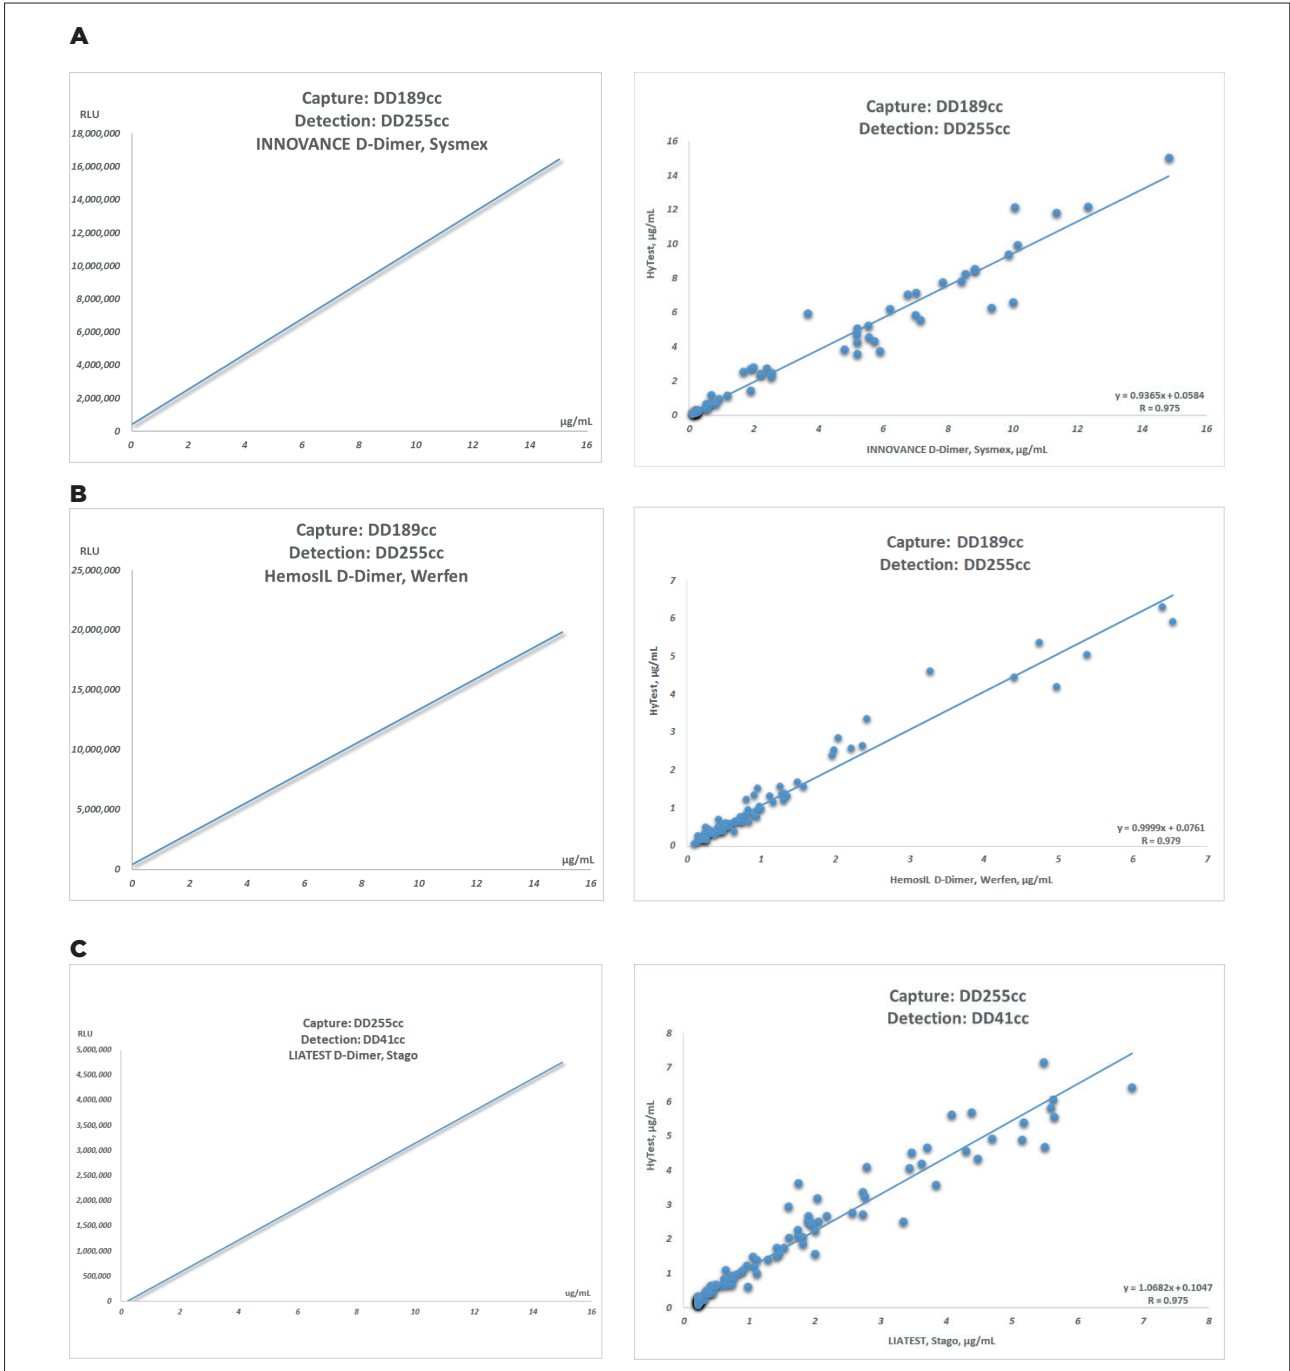 A
Capture: DD189cc
Detection: DD255cc
INNOVANCE D-Dimer, Sysmex
RLU
18,000,000
16,000,000
14,000,000
12,000,000
10,000,000
8,000,000
6,000,000
4,000,000
2,000,000
0
µg/mL
0 2 4 6 8 10 12 14 16
Capture: DD189cc
Detection: DD255cc
HyTest, µg/mL
16
14
12
10
8
6
4
2
0
y = 0.9365x + 0.0584
R = 0.975
0 2 4 6 8 10 12 14 16
INNOVANCE D-Dimer, Sysmex, µg/mL
B
Capture: DD189cc
Detection: DD255cc
HemosIL D-Dimer, Werfen
RLU
25,000,000
20,000,000
15,000,000
10,000,000
5,000,000
0
µg/mL
0 2 4 6 8 10 12 14 16
Capture: DD189cc
Detection: DD255cc
HyTest, µg/mL
7
6
5
4
3
2
1
0
y = 0.9999x + 0.0761
R = 0.979
0 1 2 3 4 5 6 7
HemosIL D-Dimer, Werfen, µg/mL
C
Capture: DD255cc
Detection: DD41cc
LIATEST D-Dimer, Stago
RLU
5,000,000
4,500,000
4,000,000
3,500,000
3,000,000
2,500,000
2,000,000
1,500,000
1,000,000
500,000
0
ug/mL
0 2 4 6 8 10 12 14 16
Capture: DD255cc
Detection: DD41cc
HyTest, µg/mL
8
7
6
5
4
3
2
1
0
y = 1.0682x + 0.1047
R = 0.975
0 1 2 3 4 5 6 7 8
LIATEST, Stago, µg/mL